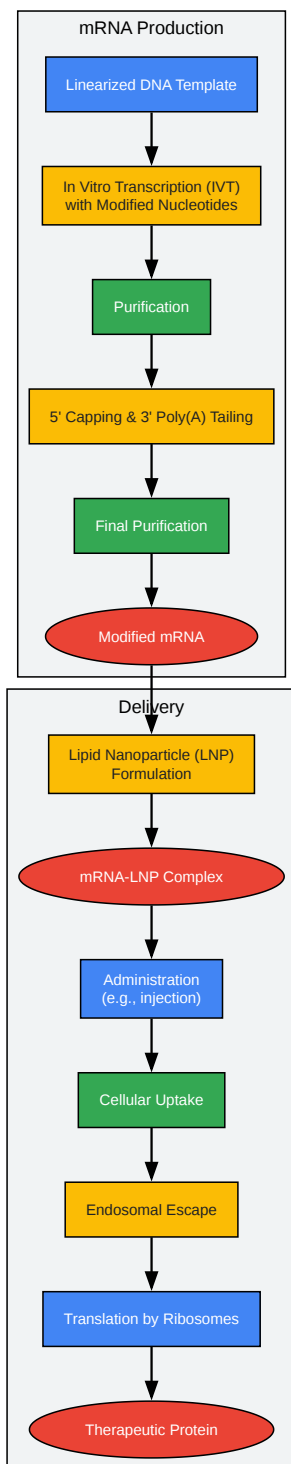 mRNA Production
Linearized DNA Template
In Vitro Transcription (IVT)
with Modified Nucleotides
Purification
5' Capping & 3' Poly(A) Tailing
Final Purification
Modified mRNA
Delivery
Lipid Nanoparticle (LNP)
Formulation
mRNA-LNP Complex
Administration
(e.g., injection)
Cellular Uptake
Endosomal Escape
Translation by Ribosomes
Therapeutic Protein